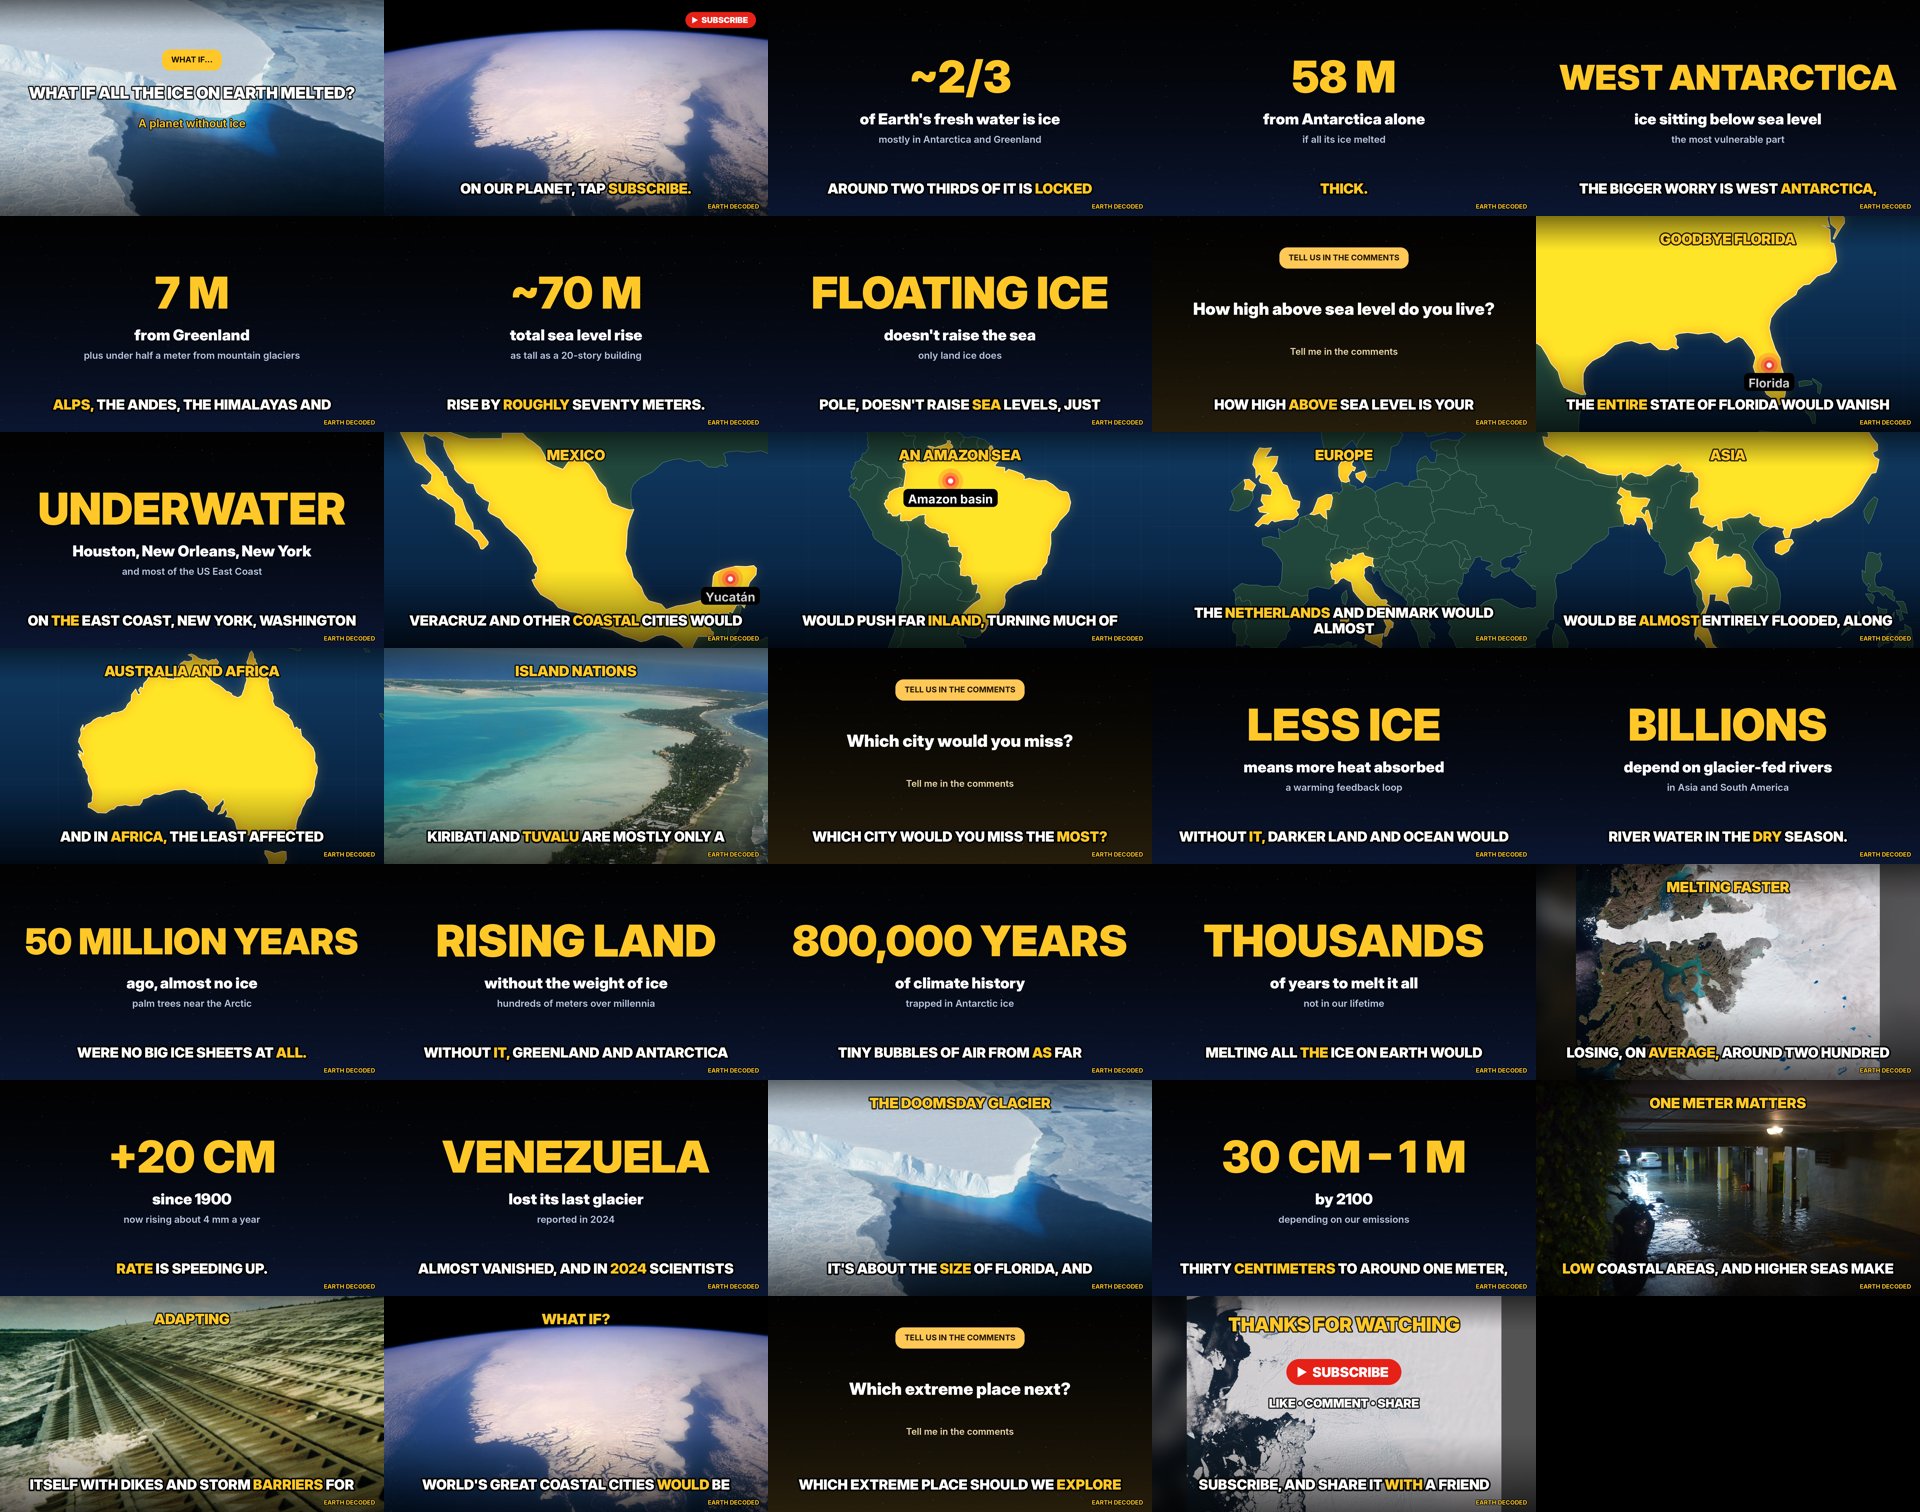 WHAT IF...
WHAT IF ALL THE ICE ON EARTH MELTED?
A planet without ice
SUBSCRIBE
ON OUR PLANET, TAP SUBSCRIBE.
EARTH DECODED
~2/3
of Earth's fresh water is ice
mostly in Antarctica and Greenland
AROUND TWO THIRDS OF IT IS LOCKED
EARTH DECODED
58 M
from Antarctica alone
if all its ice melted
THICK.
EARTH DECODED
WEST ANTARCTICA
ice sitting below sea level
the most vulnerable part
THE BIGGER WORRY IS WEST ANTARCTICA,
EARTH DECODED
7 M
from Greenland
plus under half a meter from mountain glaciers
ALPS, THE ANDES, THE HIMALAYAS AND
EARTH DECODED
~70 M
total sea level rise
as tall as a 20-story building
RISE BY ROUGHLY SEVENTY METERS.
EARTH DECODED
FLOATING ICE
doesn't raise the sea
only land ice does
POLE, DOESN'T RAISE SEA LEVELS, JUST
EARTH DECODED
TELL US IN THE COMMENTS
How high above sea level do you live?
Tell me in the comments
HOW HIGH ABOVE SEA LEVEL IS YOUR
EARTH DECODED
GOODBYE FLORIDA
Florida
THE ENTIRE STATE OF FLORIDA WOULD VANISH
EARTH DECODED
UNDERWATER
Houston, New Orleans, New York
and most of the US East Coast
ON THE EAST COAST, NEW YORK, WASHINGTON
EARTH DECODED
MEXICO
Yucatán
VERACRUZ AND OTHER COASTAL CITIES WOULD
EARTH DECODED
AN AMAZON SEA
Amazon basin
WOULD PUSH FAR INLAND, TURNING MUCH OF
EARTH DECODED
EUROPE
THE NETHERLANDS AND DENMARK WOULD
ALMOST
EARTH DECODED
ASIA
WOULD BE ALMOST ENTIRELY FLOODED, ALONG
EARTH DECODED
AUSTRALIA AND AFRICA
AND IN AFRICA, THE LEAST AFFECTED
EARTH DECODED
ISLAND NATIONS
KIRIBATI AND TUVALU ARE MOSTLY ONLY A
EARTH DECODED
TELL US IN THE COMMENTS
Which city would you miss?
Tell me in the comments
WHICH CITY WOULD YOU MISS THE MOST?
EARTH DECODED
LESS ICE
means more heat absorbed
a warming feedback loop
WITHOUT IT, DARKER LAND AND OCEAN WOULD
EARTH DECODED
BILLIONS
depend on glacier-fed rivers
in Asia and South America
RIVER WATER IN THE DRY SEASON.
EARTH DECODED
50 MILLION YEARS
ago, almost no ice
palm trees near the Arctic
WERE NO BIG ICE SHEETS AT ALL.
EARTH DECODED
RISING LAND
without the weight of ice
hundreds of meters over millennia
WITHOUT IT, GREENLAND AND ANTARCTICA
EARTH DECODED
800,000 YEARS
of climate history
trapped in Antarctic ice
TINY BUBBLES OF AIR FROM AS FAR
EARTH DECODED
THOUSANDS
of years to melt it all
not in our lifetime
MELTING ALL THE ICE ON EARTH WOULD
EARTH DECODED
MELTING FASTER
LOSING, ON AVERAGE, AROUND TWO HUNDRED
EARTH DECODED
+20 CM
since 1900
now rising about 4 mm a year
RATE IS SPEEDING UP.
EARTH DECODED
VENEZUELA
lost its last glacier
reported in 2024
ALMOST VANISHED, AND IN 2024 SCIENTISTS
EARTH DECODED
THE DOOMSDAY GLACIER
IT'S ABOUT THE SIZE OF FLORIDA, AND
EARTH DECODED
30 CM – 1 M
by 2100
depending on our emissions
THIRTY CENTIMETERS TO AROUND ONE METER,
EARTH DECODED
ONE METER MATTERS
LOW COASTAL AREAS, AND HIGHER SEAS MAKE
EARTH DECODED
ADAPTING
ITSELF WITH DIKES AND STORM BARRIERS FOR
EARTH DECODED
WHAT IF?
WORLD'S GREAT COASTAL CITIES WOULD BE
EARTH DECODED
TELL US IN THE COMMENTS
Which extreme place next?
Tell me in the comments
WHICH EXTREME PLACE SHOULD WE EXPLORE
EARTH DECODED
THANKS FOR WATCHING
SUBSCRIBE
LIKE • COMMENT • SHARE
SUBSCRIBE, AND SHARE IT WITH A FRIEND
EARTH DECODED